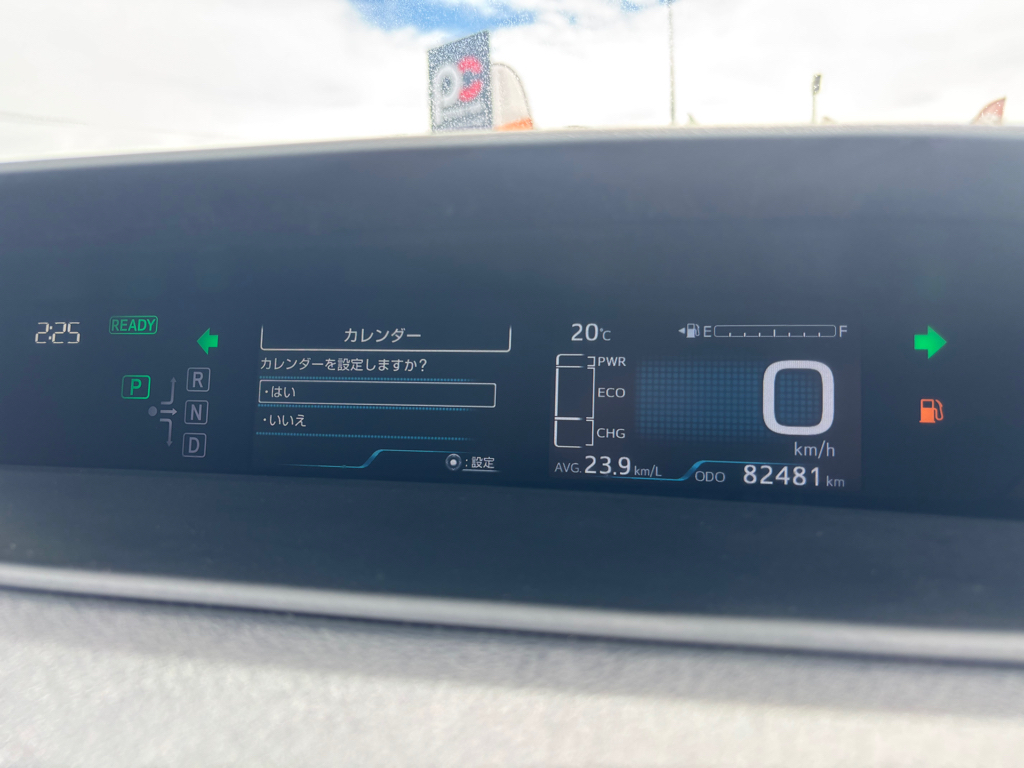 2:25
READY
P
R
N
D
カレンダー
カレンダーを設定しますか?
・はい
・いいえ
:設定
20℃
E F
PWR
ECO
CHG
0
km/h
AVG. 23.9 km/L
ODO 82481 km